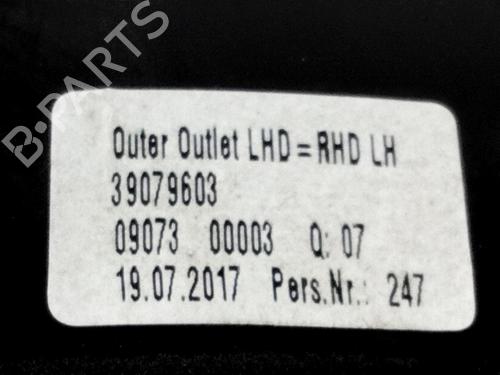 B-PARTS
Outer Outlet LHD = RHD LH
39079603
09073 00003 Q: 07
19.07.2017 Pers.Nr.: 247